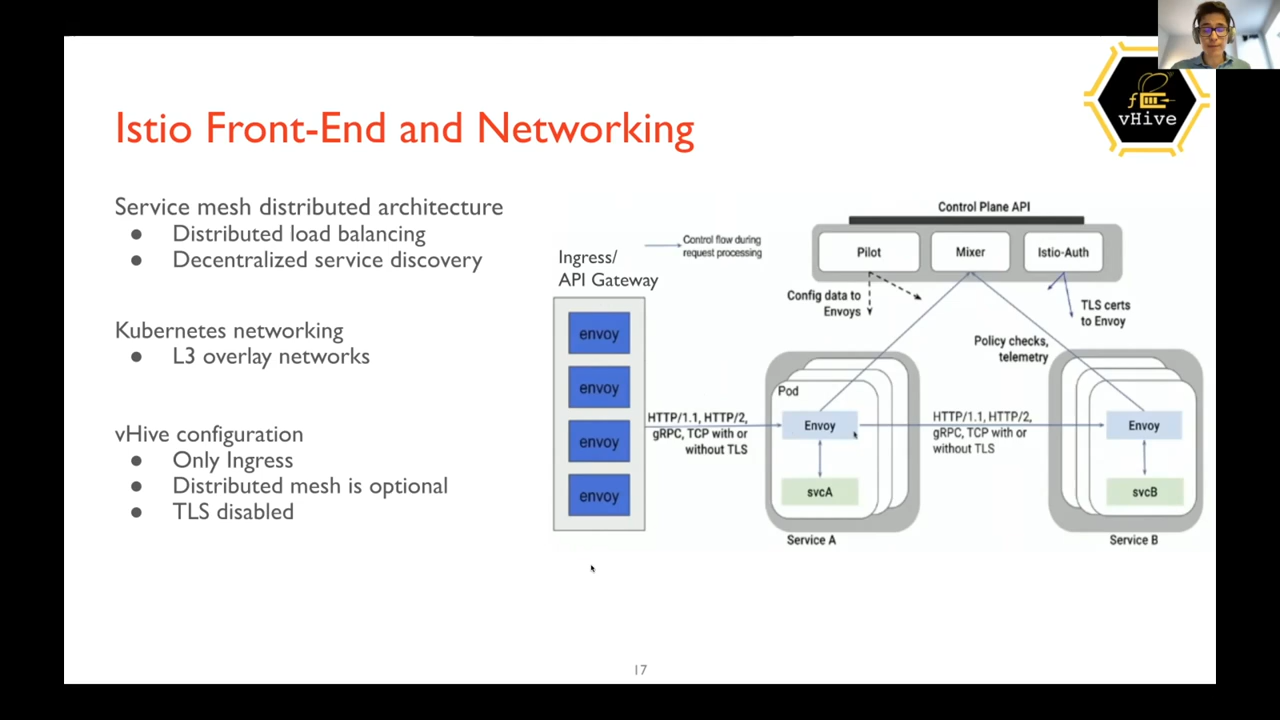 Istio Front-End and Networking
vHive
Service mesh distributed architecture
● Distributed load balancing
● Decentralized service discovery
Kubernetes networking
● L3 overlay networks
vHive configuration
● Only Ingress
● Distributed mesh is optional
● TLS disabled
Control Plane API
Control flow during
request processing
Pilot
Mixer
Istio-Auth
Ingress/
API Gateway
Config data to
Envoys
TLS certs
to Envoy
Policy checks,
telemetry
envoy
envoy
envoy
envoy
HTTP/1.1, HTTP/2,
gRPC, TCP with or
without TLS
Pod
Envoy
svcA
Service A
HTTP/1.1, HTTP/2,
gRPC, TCP with or
without TLS
Envoy
svcB
Service B
17